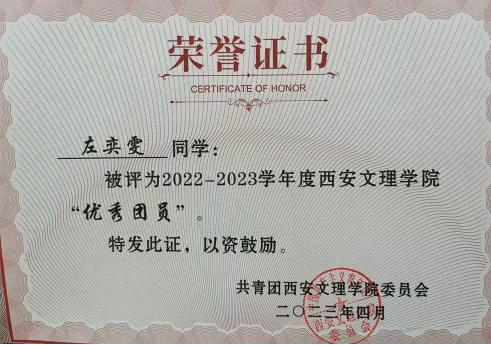 荣誉证书
CERTIFICATE OF HONOR
左奕雯 同学：
被评为2022-2023学年度西安文理学院
“优秀团员”。
特发此证，以资鼓励。
共青团西安文理学院委员会
二〇二三年四月